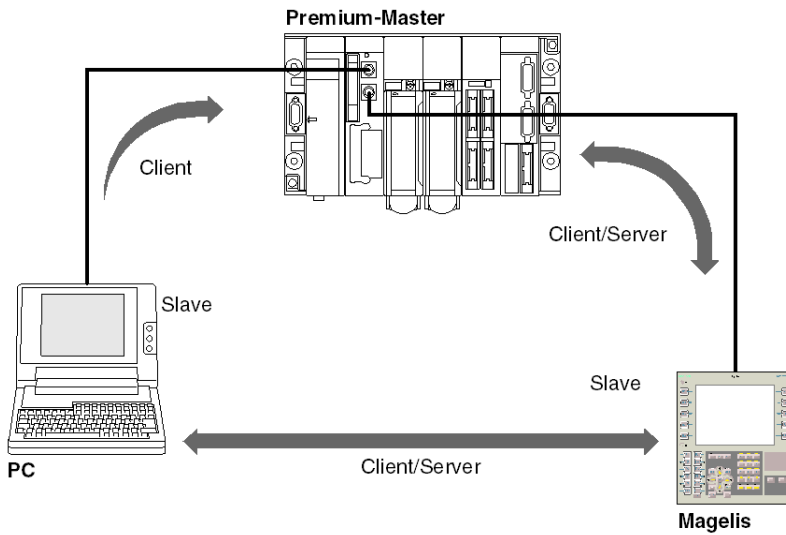 Premium-Master
Client
Client/Server
Slave
Slave
Client/Server
PC
Magelis